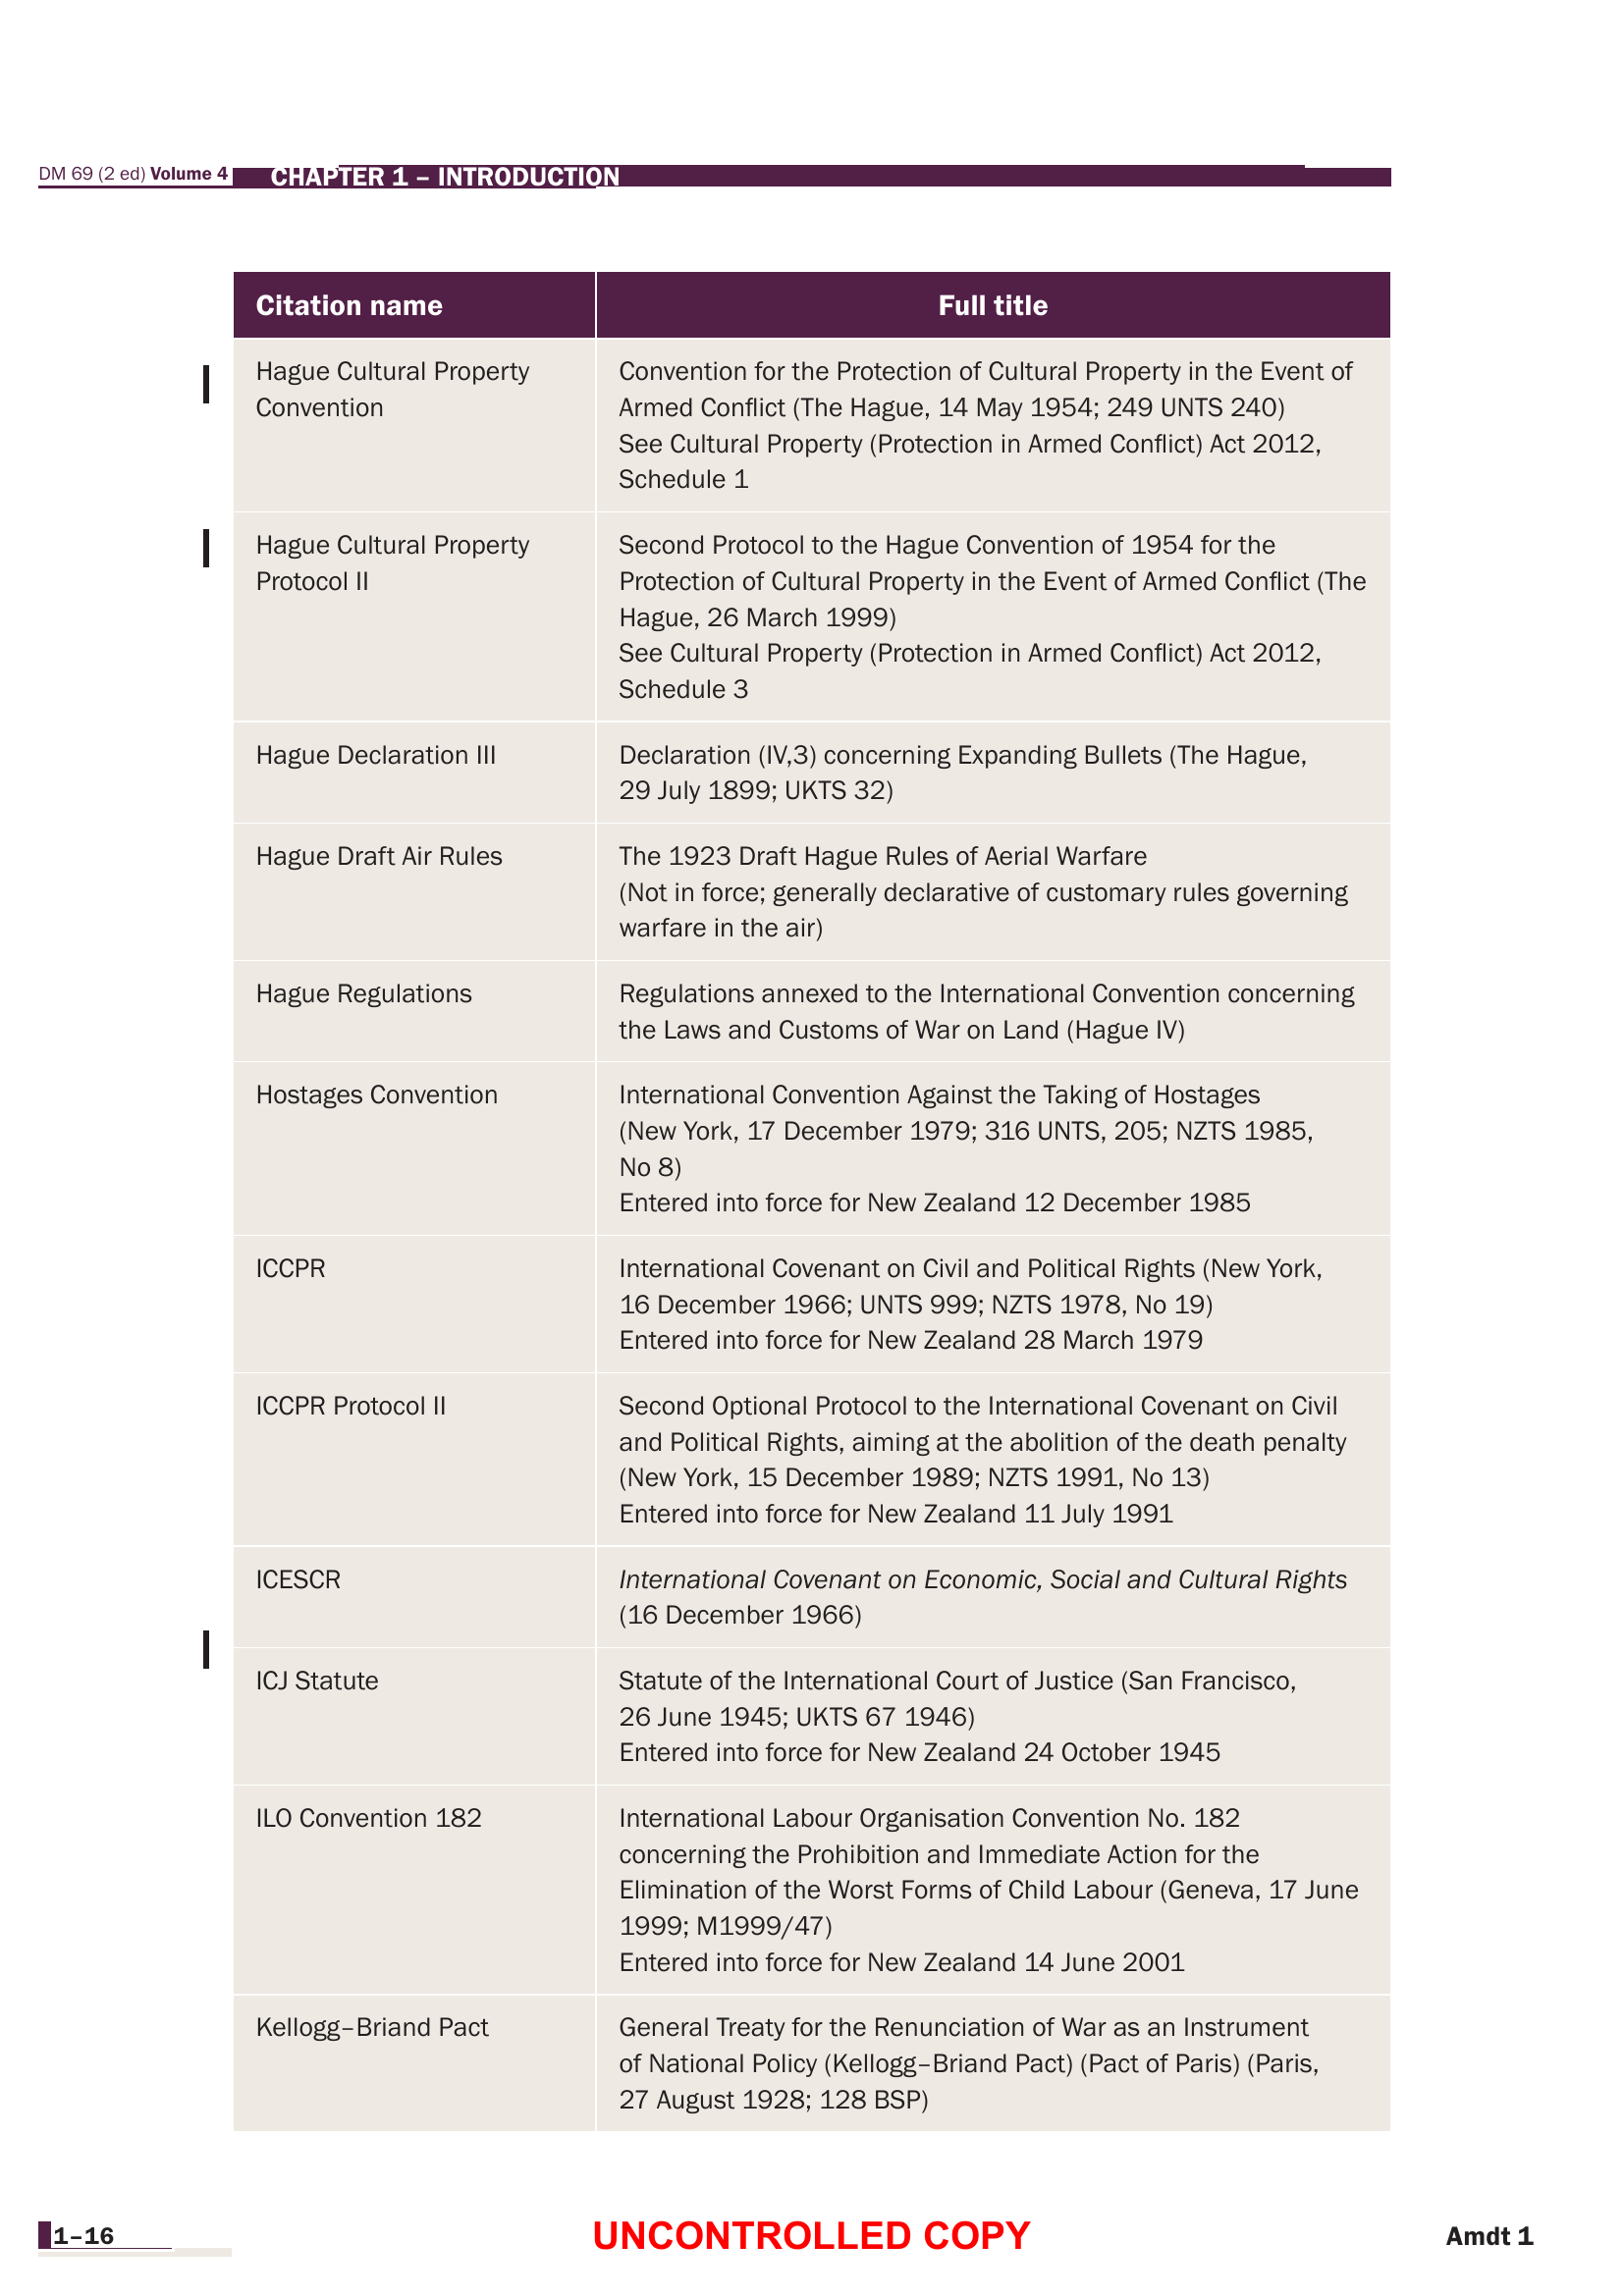 DM 69 (2 ed) Volume 4
CHAPTER 1 – INTRODUCTION
Citation name
Full title
Hague Cultural Property
Convention
Convention for the Protection of Cultural Property in the Event of
Armed Conflict (The Hague, 14 May 1954; 249 UNTS 240)
See Cultural Property (Protection in Armed Conflict) Act 2012,
Schedule 1
Hague Cultural Property
Protocol II
Second Protocol to the Hague Convention of 1954 for the
Protection of Cultural Property in the Event of Armed Conflict (The
Hague, 26 March 1999)
See Cultural Property (Protection in Armed Conflict) Act 2012,
Schedule 3
Hague Declaration III
Declaration (IV,3) concerning Expanding Bullets (The Hague,
29 July 1899; UKTS 32)
Hague Draft Air Rules
The 1923 Draft Hague Rules of Aerial Warfare
(Not in force; generally declarative of customary rules governing
warfare in the air)
Hague Regulations
Regulations annexed to the International Convention concerning
the Laws and Customs of War on Land (Hague IV)
Hostages Convention
International Convention Against the Taking of Hostages
(New York, 17 December 1979; 316 UNTS, 205; NZTS 1985,
No 8)
Entered into force for New Zealand 12 December 1985
ICCPR
International Covenant on Civil and Political Rights (New York,
16 December 1966; UNTS 999; NZTS 1978, No 19)
Entered into force for New Zealand 28 March 1979
ICCPR Protocol II
Second Optional Protocol to the International Covenant on Civil
and Political Rights, aiming at the abolition of the death penalty
(New York, 15 December 1989; NZTS 1991, No 13)
Entered into force for New Zealand 11 July 1991
ICESCR
International Covenant on Economic, Social and Cultural Rights
(16 December 1966)
ICJ Statute
Statute of the International Court of Justice (San Francisco,
26 June 1945; UKTS 67 1946)
Entered into force for New Zealand 24 October 1945
ILO Convention 182
International Labour Organisation Convention No. 182
concerning the Prohibition and Immediate Action for the
Elimination of the Worst Forms of Child Labour (Geneva, 17 June
1999; M1999/47)
Entered into force for New Zealand 14 June 2001
Kellogg–Briand Pact
General Treaty for the Renunciation of War as an Instrument
of National Policy (Kellogg–Briand Pact) (Pact of Paris) (Paris,
27 August 1928; 128 BSP)
1–16
UNCONTROLLED COPY
Amdt 1